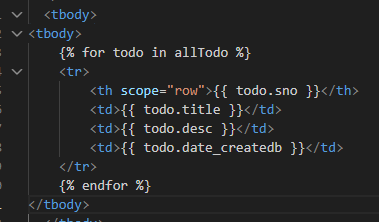 <tbody>
<tbody>
{% for todo in allTodo %}
<tr>
<th scope="row">{{ todo.sno }}</th>
<td>{{ todo.title }}</td>
<td>{{ todo.desc }}</td>
<td>{{ todo.date_createdb }}</td>
</tr>
{% endfor %}
</tbody>
</tbody>